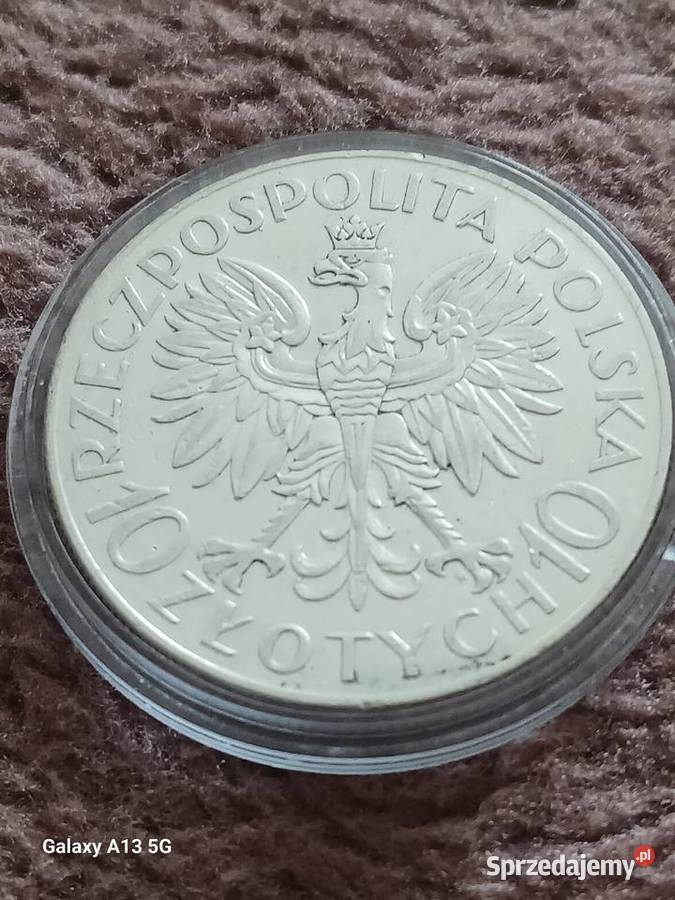 RZECZPOSPOLITA POLSKA
10 ZŁOTYCH 10
Galaxy A13 5G
Sprzedajemy.pl